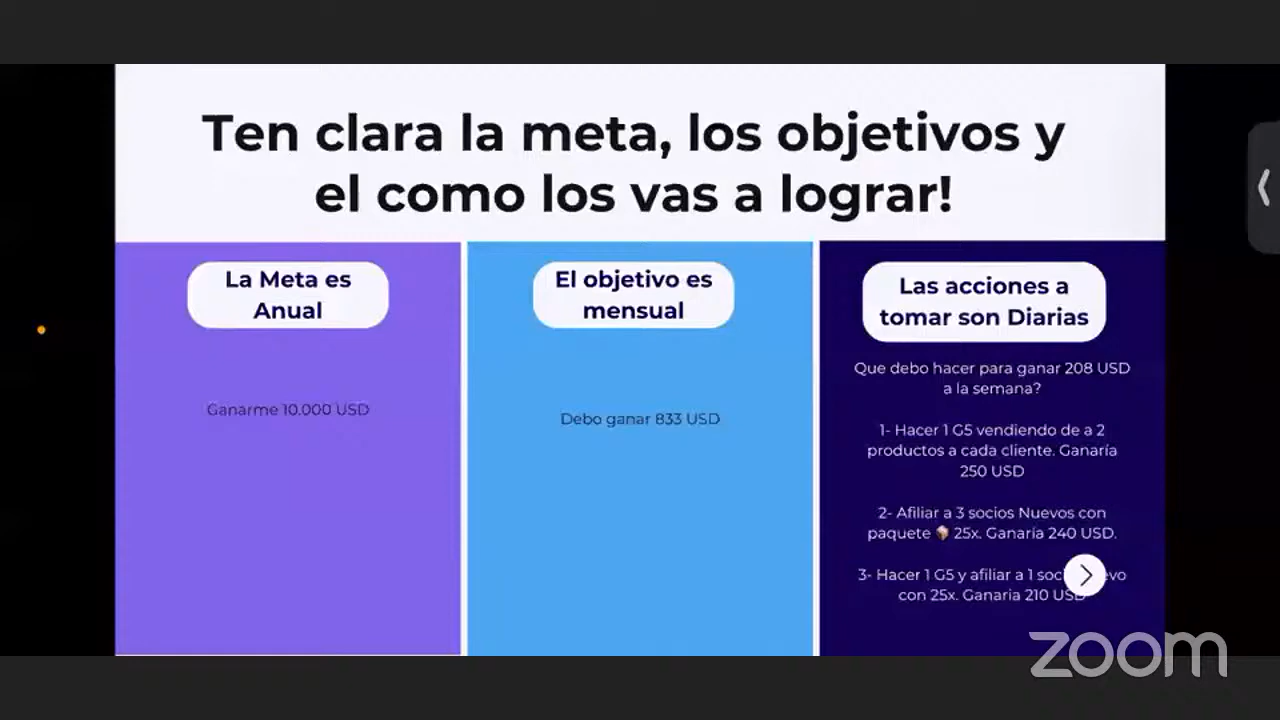 Ten clara la meta, los objetivos y
el como los vas a lograr!
La Meta es
Anual
Ganarme 10.000 USD
El objetivo es
mensual
Debo ganar 833 USD
Las acciones a
tomar son Diarias
Que debo hacer para ganar 208 USD
a la semana?
1- Hacer 1 G5 vendiendo de a 2
productos a cada cliente. Ganaría
250 USD
2- Afiliar a 3 socios Nuevos con
paquete 📦 25x. Ganaría 240 USD.
3- Hacer 1 G5 y afiliar a 1
con 25x. Ganaria 210 USD
zoom